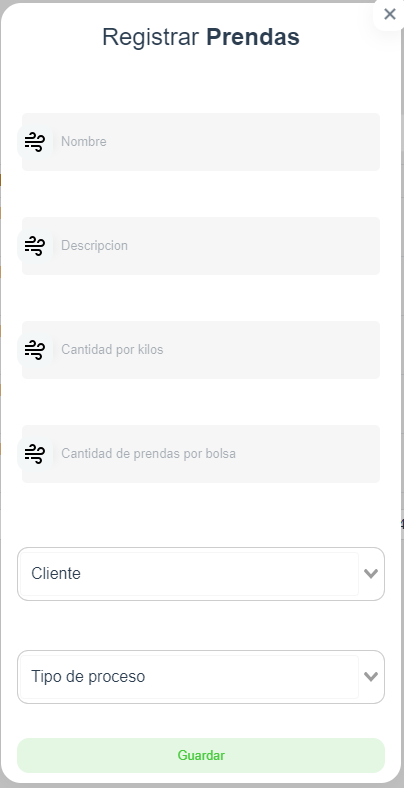 Registrar Prendas
Nombre
Descripcion
Cantidad por kilos
Cantidad de prendas por bolsa
Cliente
Tipo de proceso
Guardar